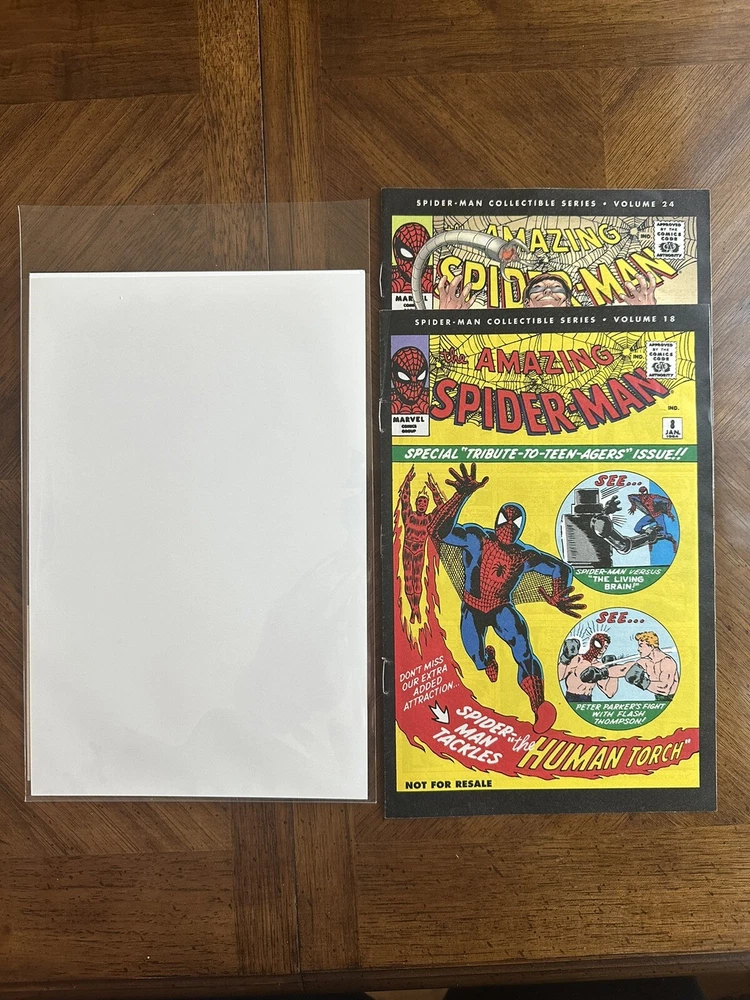 SPIDER-MAN COLLECTIBLE SERIES • VOLUME 24
APPROVED
BY THE
COMICS
CODE
AUTHORITY
AMAZING
IND.
SPIDER-MAN
MARVEL
SPIDER-MAN COLLECTIBLE SERIES • VOLUME 18
APPROVED
BY THE
COMICS
CODE
AUTHORITY
the AMAZING
IND.
SPIDER-MAN
IND.
MARVEL
COMICS
GROUP
8
JAN.
1964
SPECIAL "TRIBUTE-TO-TEEN-AGERS" ISSUE!!
SEE...
SPIDER-MAN VERSUS
"THE LIVING
BRAIN!"
SEE...
PETER PARKER'S FIGHT
WITH FLASH
THOMPSON!
DON'T MISS
OUR EXTRA
ADDED
ATTRACTION...
SPIDER-
MAN
TACKLES
"the HUMAN TORCH"
NOT FOR RESALE